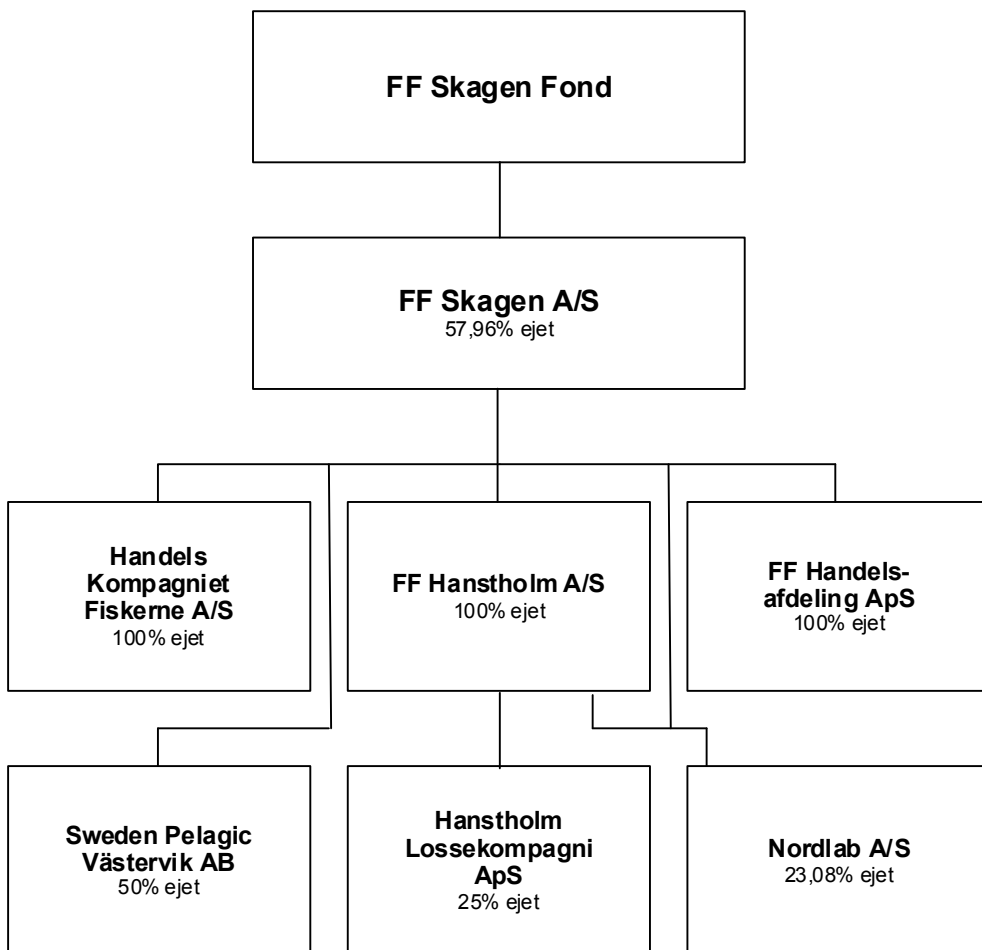 FF Skagen Fond
FF Skagen A/S
57,96% ejet
Handels
Kompagniet
Fiskerne A/S
100% ejet
FF Hanstholm A/S
100% ejet
FF Handels-
afdeling ApS
100% ejet
Sweden Pelagic
Västervik AB
50% ejet
Hanstholm
Lossekompagni
ApS
25% ejet
Nordlab A/S
23,08% ejet